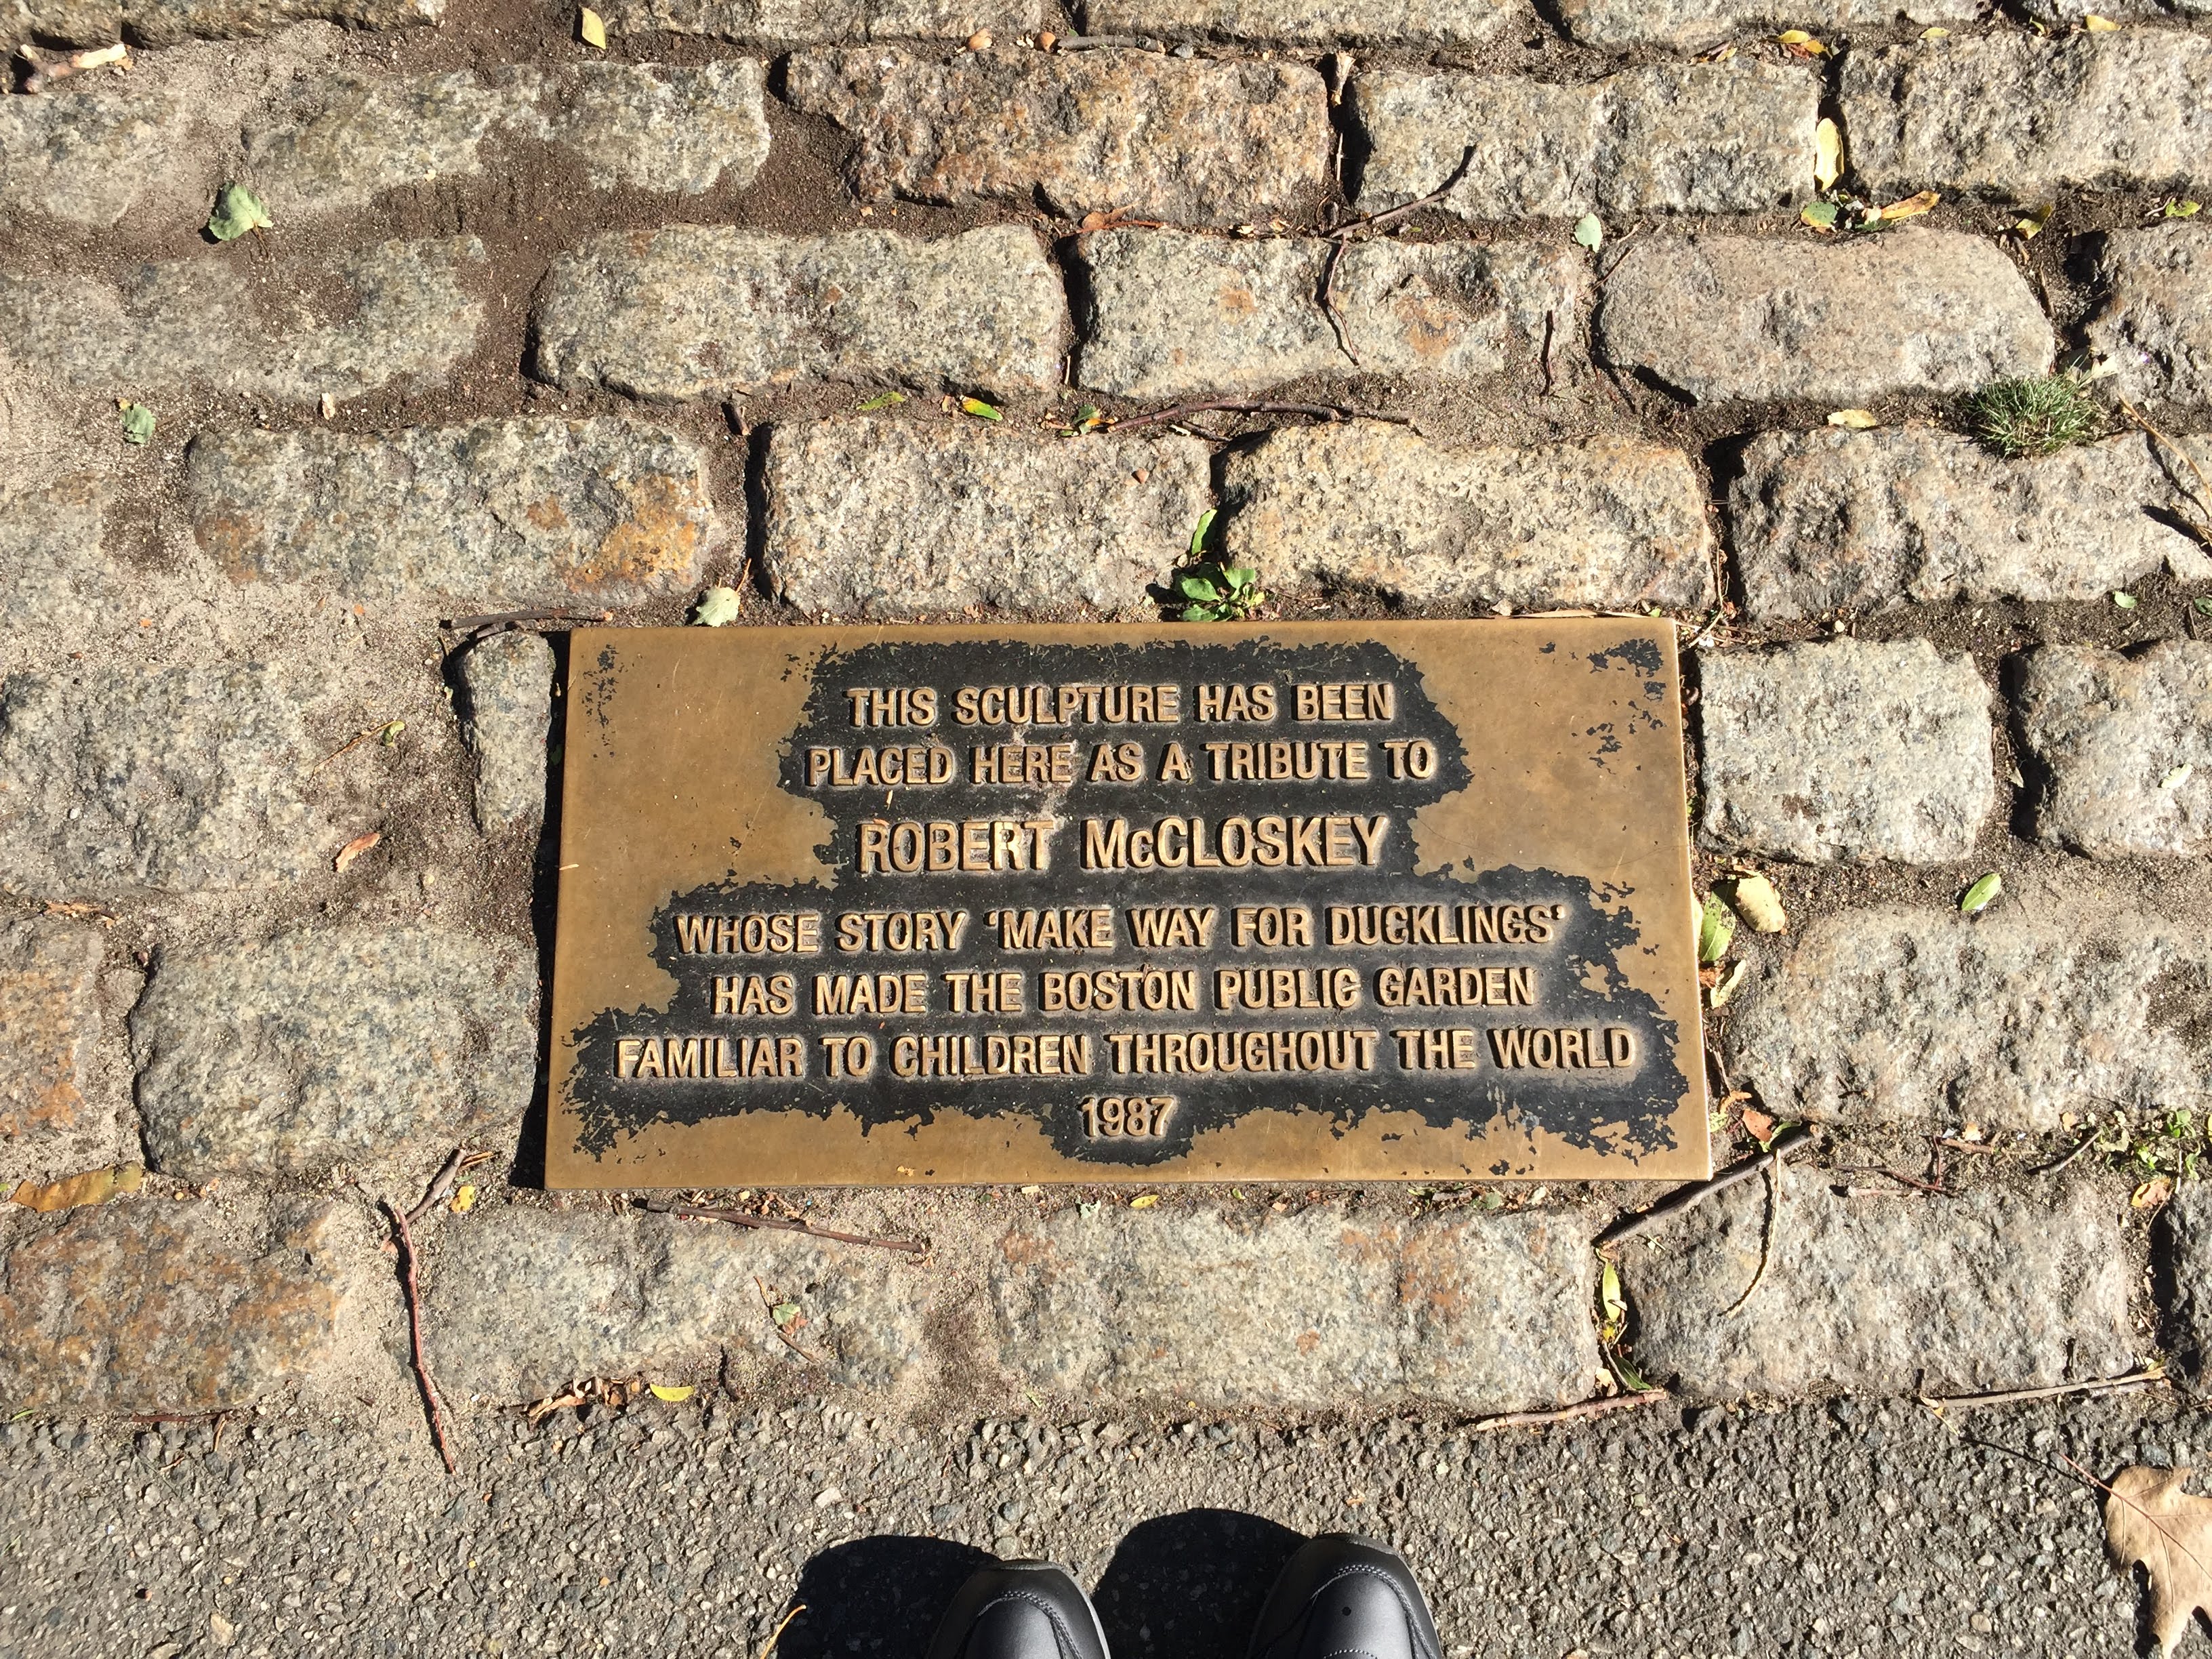 THIS SCULPTURE HAS BEEN
PLACED HERE AS A TRIBUTE TO
ROBERT McCLOSKEY
WHOSE STORY ‘MAKE WAY FOR DUCKLINGS’
HAS MADE THE BOSTON PUBLIC GARDEN
FAMILIAR TO CHILDREN THROUGHOUT THE WORLD
1987